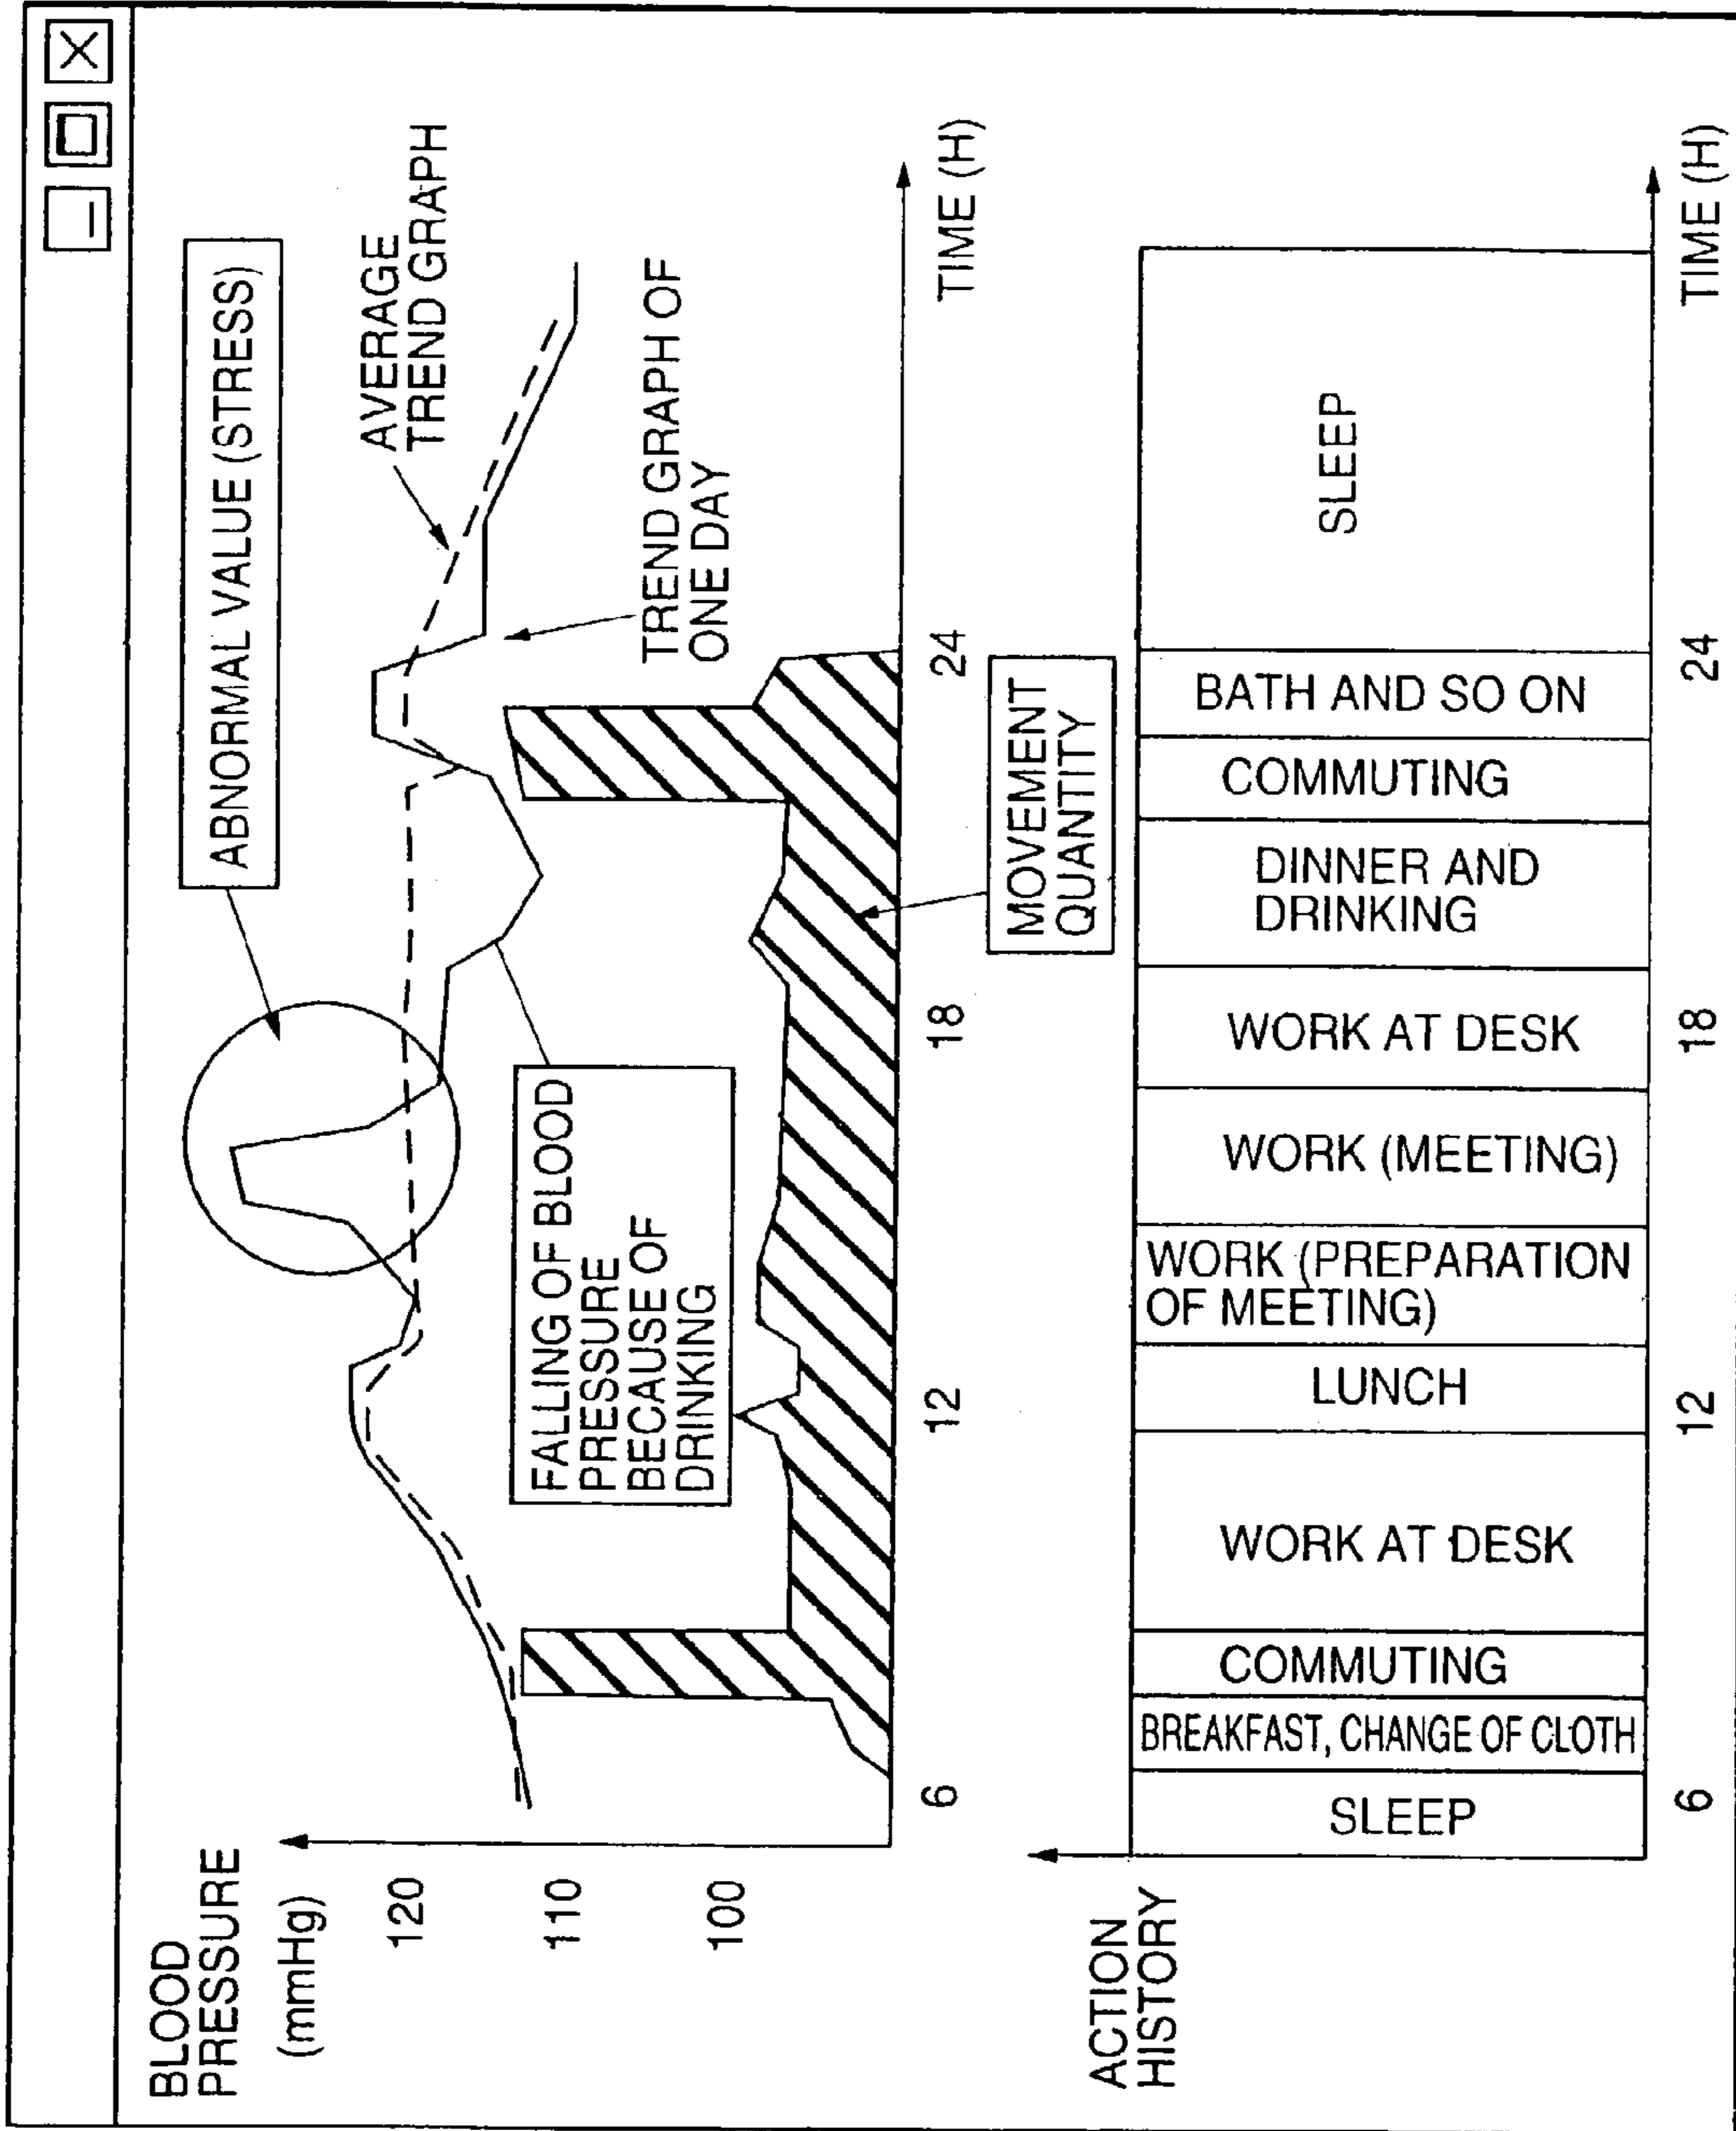 ABNORMAL VALUE (STRESS)
BLOOD
PRESSURE
(mmHg)
120
110
100
AVERAGE
TREND GRAPH
TREND GRAPH OF
ONE DAY
FALLING OF BLOOD
PRESSURE
BECAUSE OF
DRINKING
6
12
18
24
TIME (H)
MOVEMENT
QUANTITY
ACTION
HISTORY
SLEEP
BREAKFAST, CHANGE OF CLOTH
COMMUTING
WORK AT DESK
LUNCH
WORK (PREPARATION
OF MEETING)
WORK (MEETING)
WORK AT DESK
DINNER AND
DRINKING
COMMUTING
BATH AND SO ON
SLEEP
6
12
18
24
TIME (H)